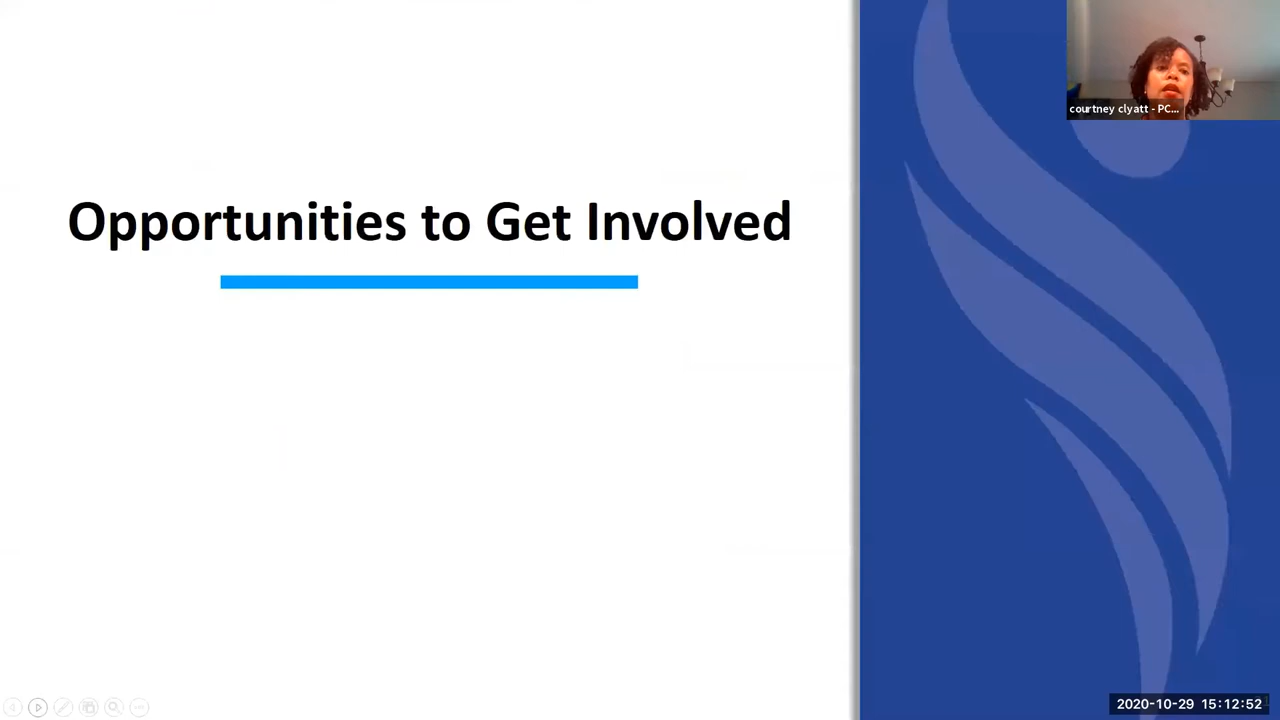 courtney clyatt - PC...
Opportunities to Get Involved
2020-10-29 15:12:52